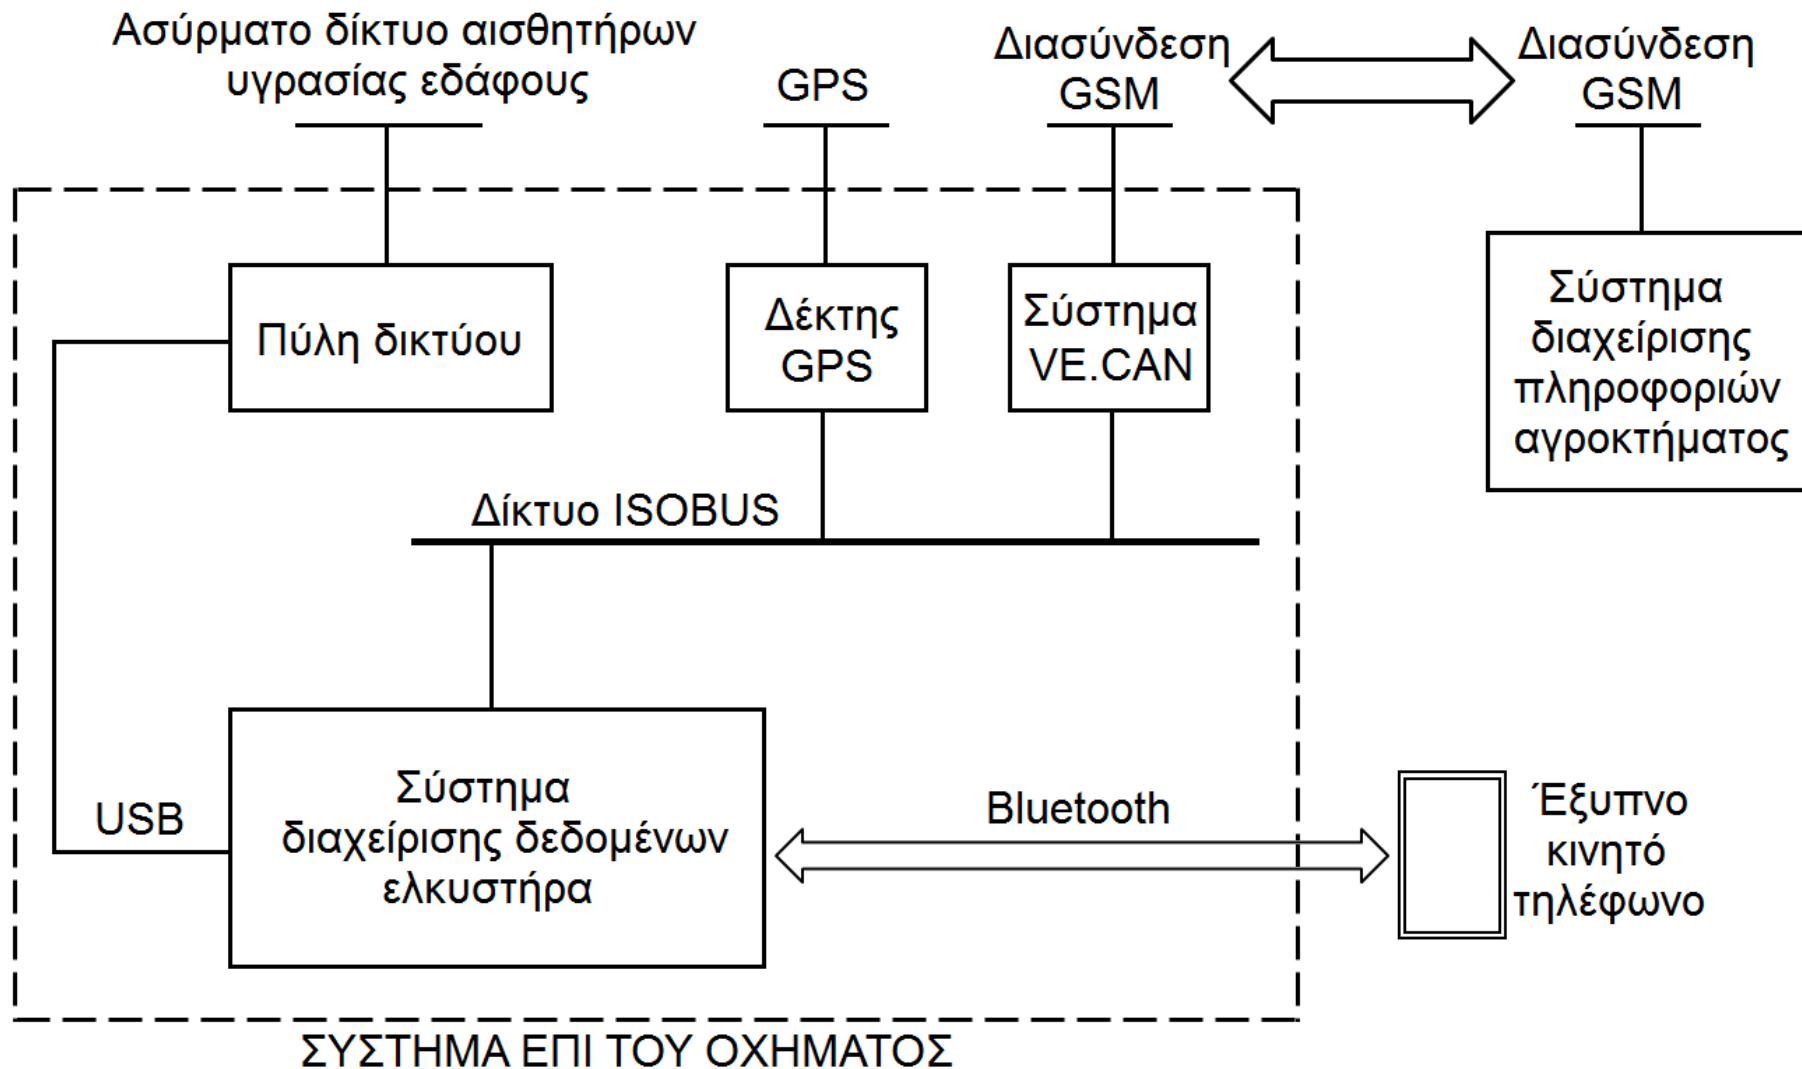 Ασύρματο δίκτυο αισθητήρων
υγρασίας εδάφους
GPS
Διασύνδεση
GSM
Διασύνδεση
GSM
Πύλη δικτύου
Δέκτης
GPS
Σύστημα
VE.CAN
Σύστημα
διαχείρισης
πληροφοριών
αγροκτήματος
Δίκτυο ISOBUS
USB
Σύστημα
διαχείρισης δεδομένων
ελκυστήρα
Bluetooth
Έξυπνο
κινητό
τηλέφωνο
ΣΥΣΤΗΜΑ ΕΠΙ ΤΟΥ ΟΧΗΜΑΤΟΣ